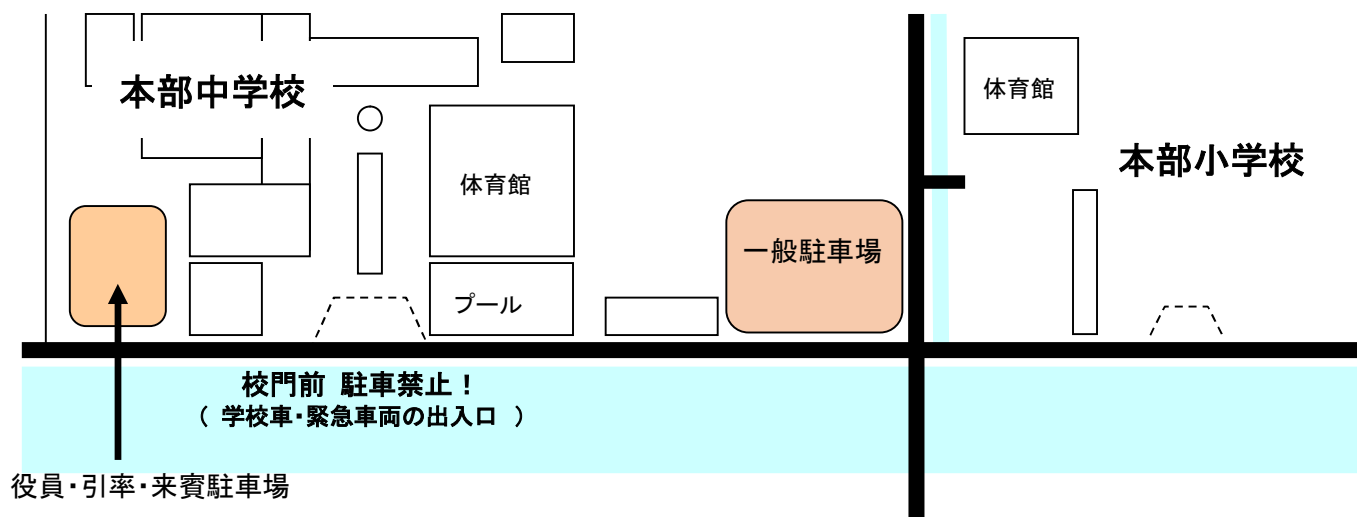 本部中学校
体育館
本部小学校
体育館
一般駐車場
プール
校門前 駐車禁止！
（ 学校車・緊急車両の出入口 ）
役員・引率・来賓駐車場